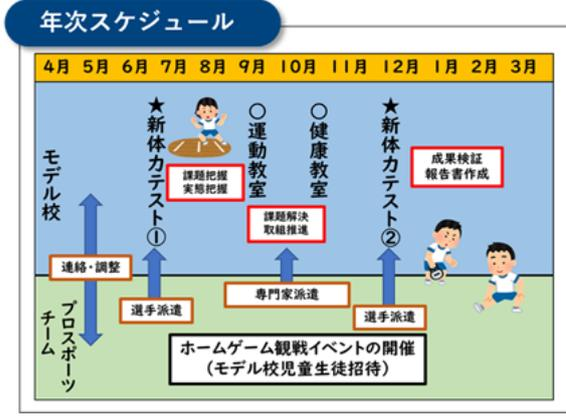 年次スケジュール
4月 5月 6月 7月 8月 9月 10月 11月 12月 1月 2月 3月
モデル校
★新体力テスト①
○運動教室
○健康教室
★新体力テスト②
課題把握
実態把握
課題解決
取組推進
成果検証
報告書作成
連絡・調整
プロスポーツ
チーム
選手派遣
専門家派遣
選手派遣
ホームゲーム観戦イベントの開催
(モデル校児童生徒招待)